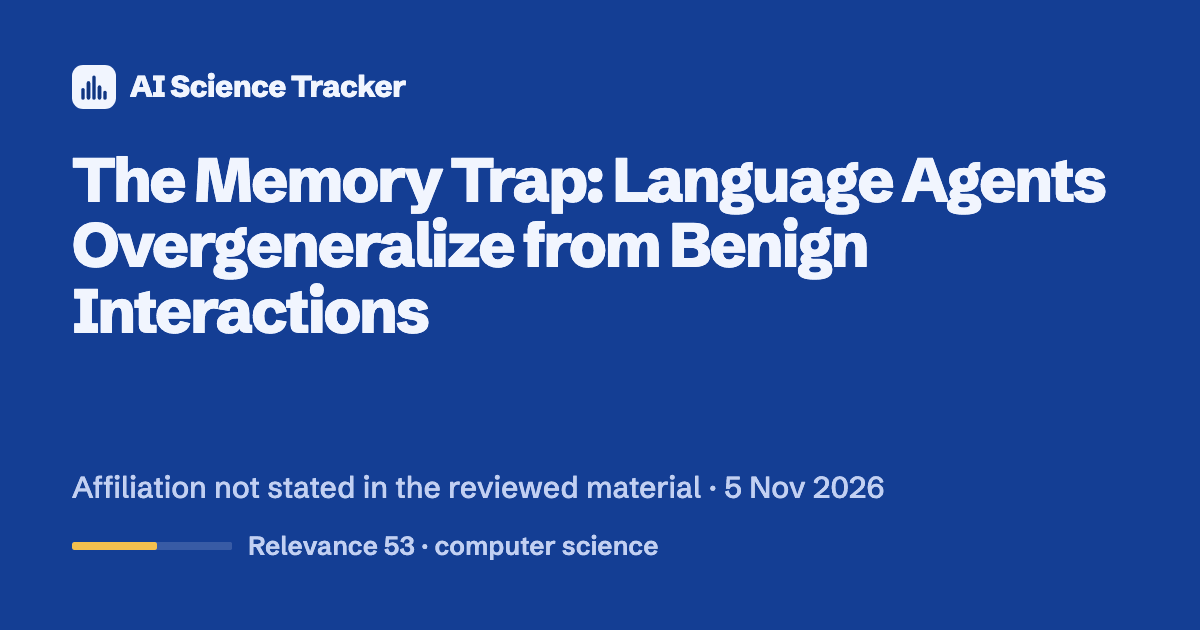 AI Science Tracker
The Memory Trap: Language Agents
Overgeneralize from Benign
Interactions
Affiliation not stated in the reviewed material · 5 Nov 2026
Relevance 53 · computer science